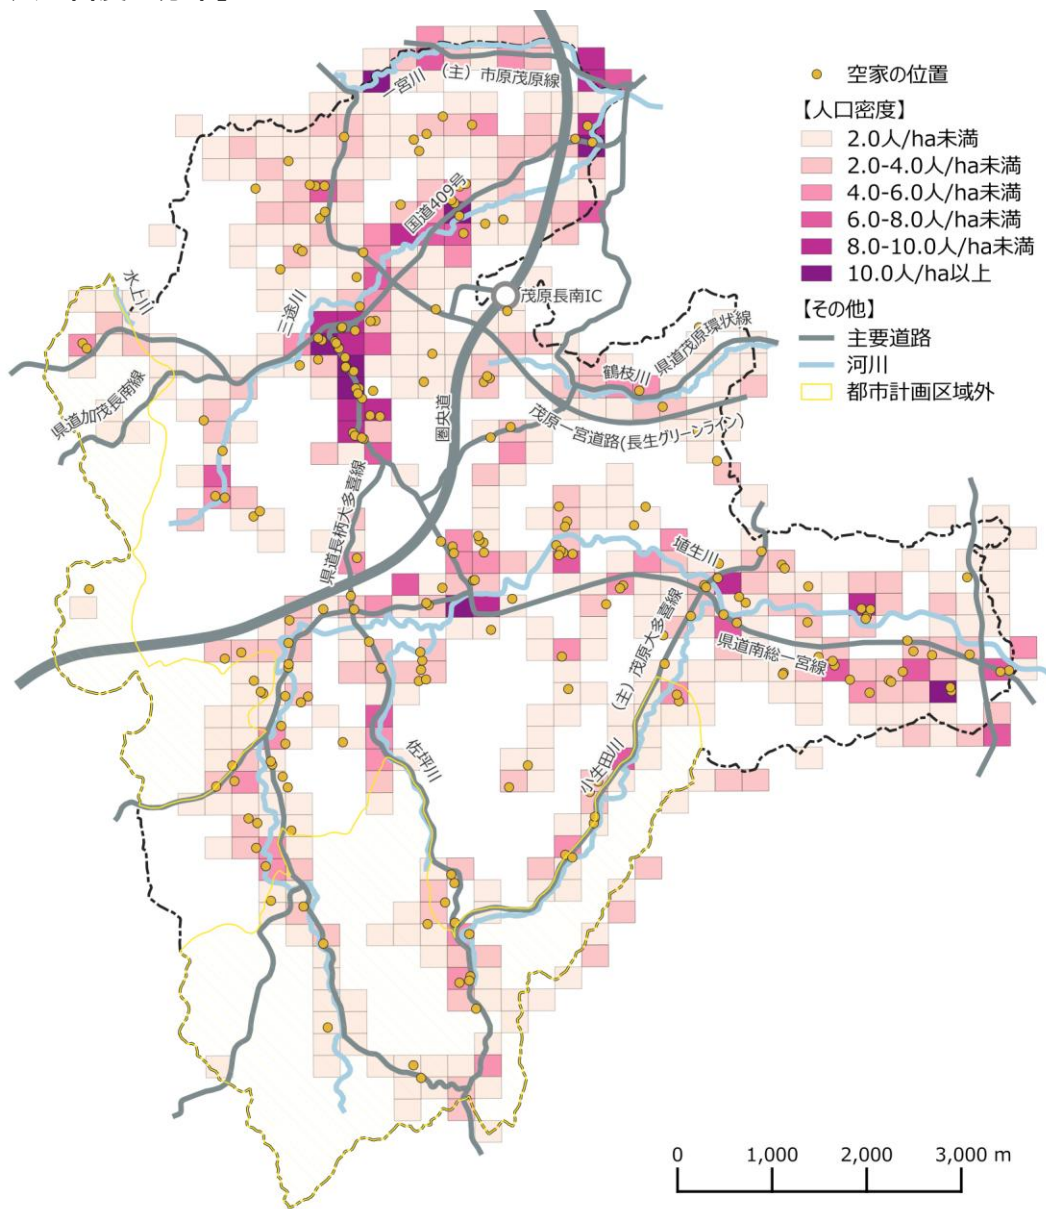 空家の位置
【人口密度】
2.0人/ha未満
2.0-4.0人/ha未満
4.0-6.0人/ha未満
6.0-8.0人/ha未満
8.0-10.0人/ha未満
10.0人/ha以上
【その他】
主要道路
河川
都市計画区域外
一宮川
（主）市原茂原線
国道409号
水上川
三途川
茂原長南IC
県道加茂長南線
鶴枝川
県道茂原環状線
圏央道
茂原一宮道路(長生グリーンライン)
県道長柄大多喜線
埴生川
（主）茂原大多喜線
県道南総一宮線
佐坪川
小生田川
0 1,000 2,000 3,000 m